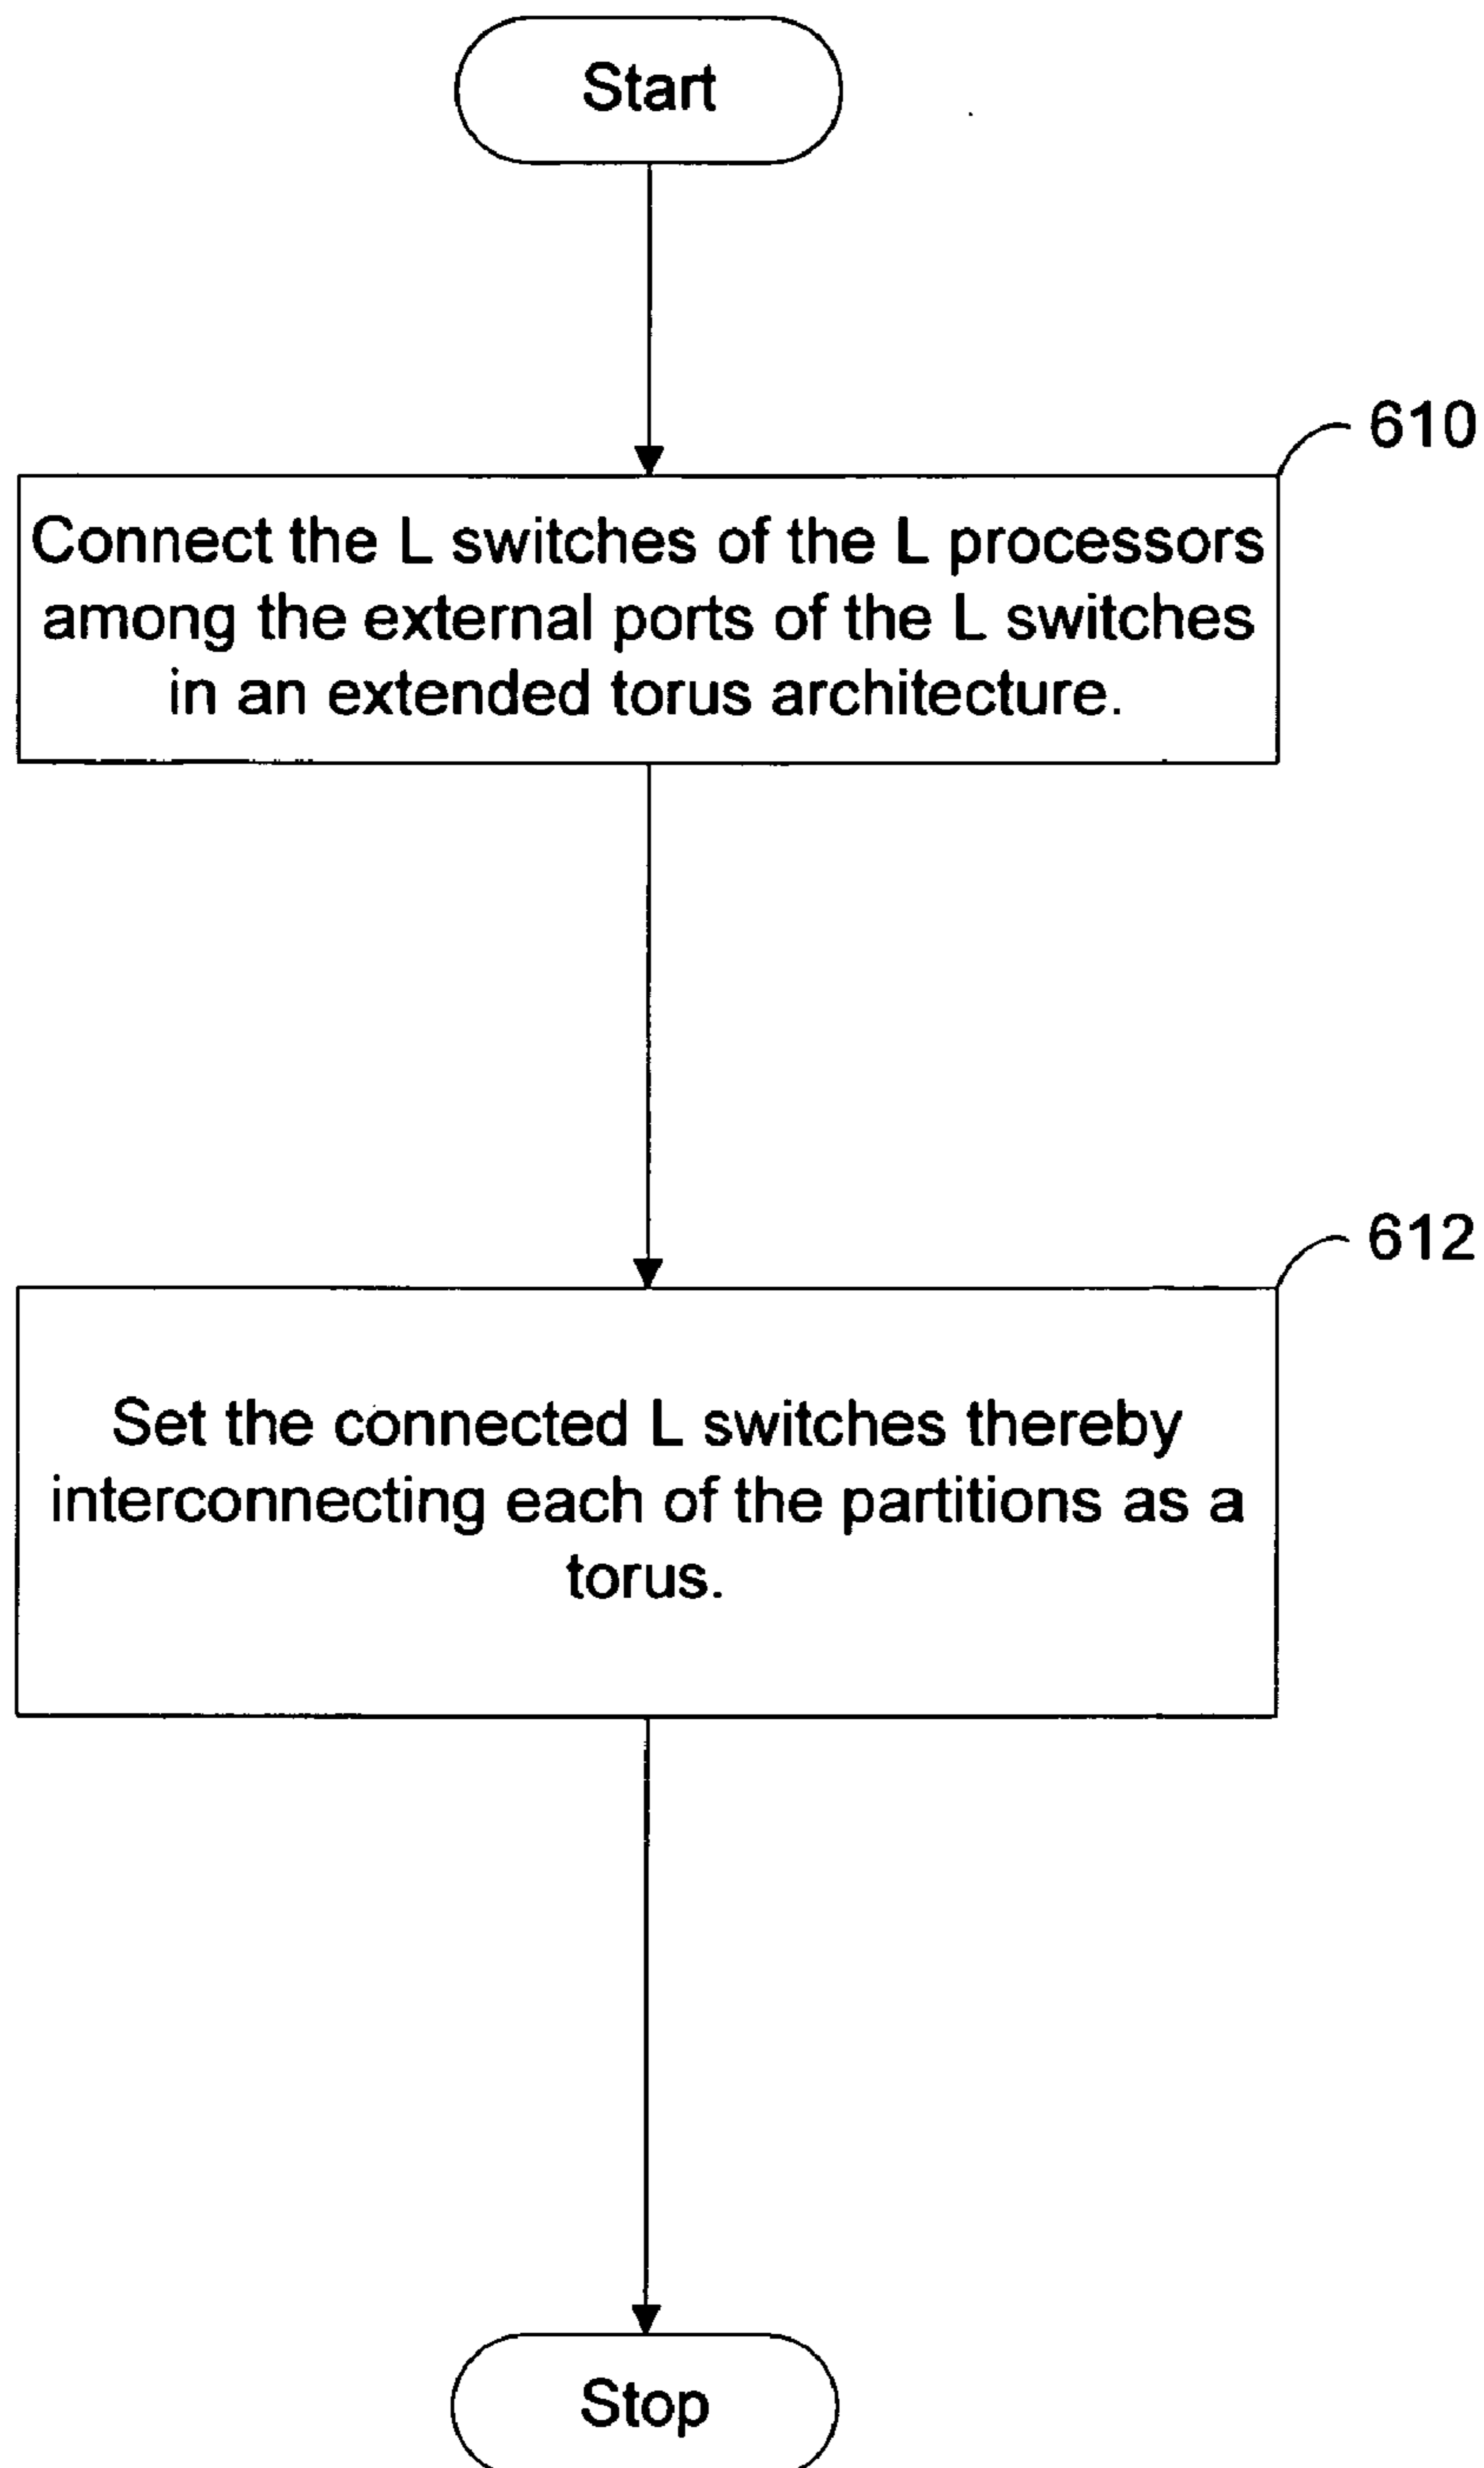 Start
610
Connect the L switches of the L processors
among the external ports of the L switches
in an extended torus architecture.
612
Set the connected L switches thereby
interconnecting each of the partitions as a
torus.
Stop